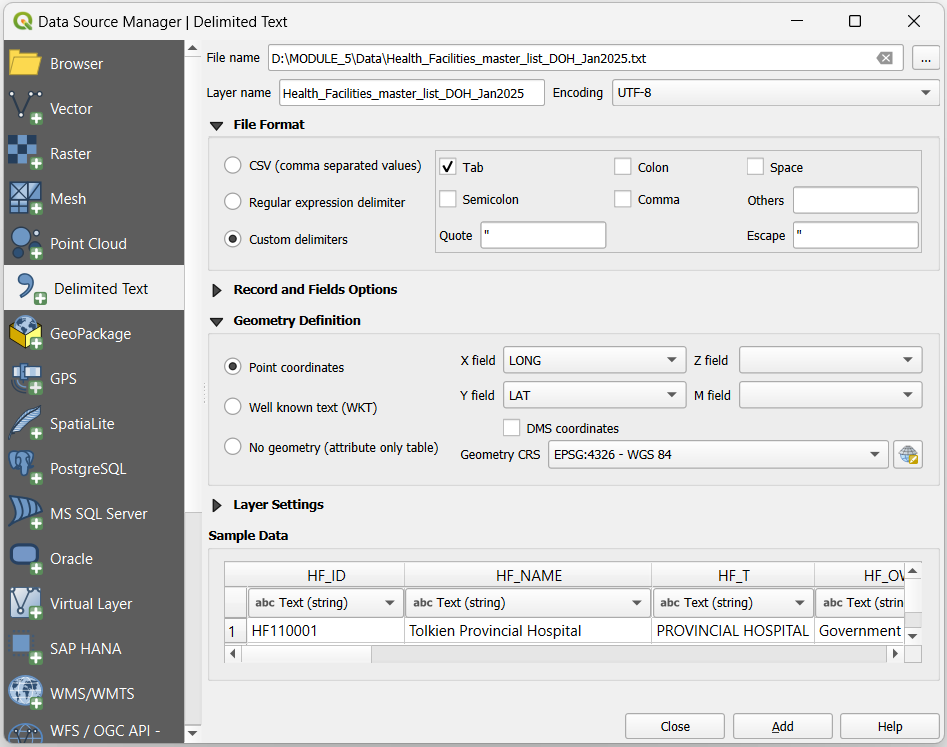 Data Source Manager | Delimited Text
Browser
Vector
Raster
Mesh
Point Cloud
Delimited Text
GeoPackage
GPS
SpatiaLite
PostgreSQL
MS SQL Server
Oracle
Virtual Layer
SAP HANA
WMS/WMTS
WFS / OGC API -
File name D:\MODULE_5\Data\Health_Facilities_master_list_DOH_Jan2025.txt ...
Layer name Health_Facilities_master_list_DOH_Jan2025 Encoding UTF-8
File Format
CSV (comma separated values)
Regular expression delimiter
Custom delimiters
Tab Colon Space
Semicolon Comma Others
Quote " Escape "
Record and Fields Options
Geometry Definition
Point coordinates
Well known text (WKT)
No geometry (attribute only table)
X field LONG Z field
Y field LAT M field
DMS coordinates
Geometry CRS EPSG:4326 - WGS 84
Layer Settings
Sample Data
HF_ID HF_NAME HF_T HF_OW
abc Text (string) abc Text (string) abc Text (string) abc Text (strin
1 HF110001 Tolkien Provincial Hospital PROVINCIAL HOSPITAL Government
Close Add Help